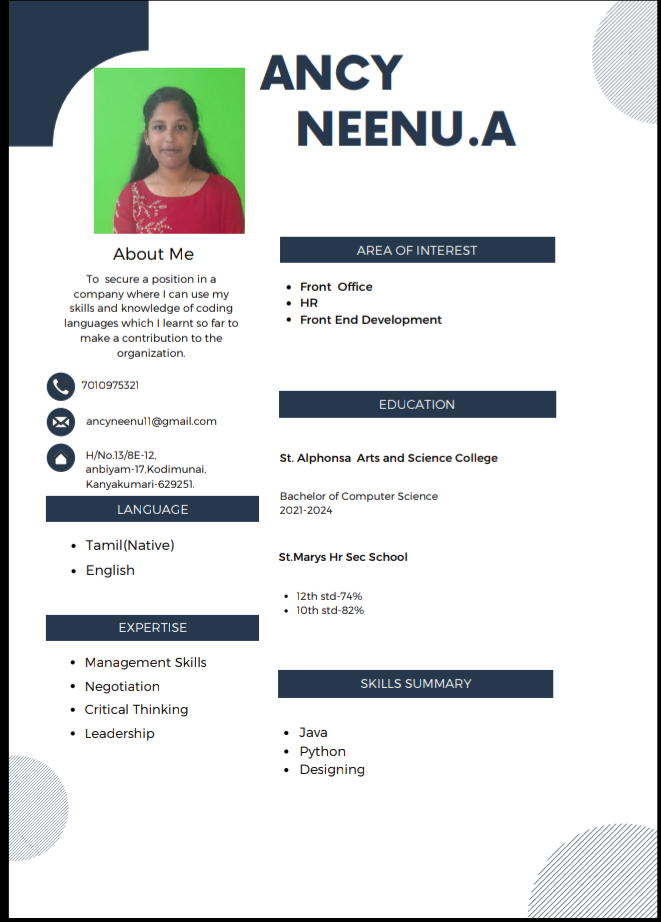 ANCY
NEENU.A
About Me
To secure a position in a
company where I can use my
skills and knowledge of coding
languages which I learnt so far to
make a contribution to the
organization.
7010975321
ancyneenu11@gmail.com
H/No.13/8E-12,
anbiyam-17,Kodimunai,
Kanyakumari-629251.
LANGUAGE
Tamil(Native)
English
EXPERTISE
Management Skills
Negotiation
Critical Thinking
Leadership
AREA OF INTEREST
Front Office
HR
Front End Development
EDUCATION
St. Alphonsa Arts and Science College
Bachelor of Computer Science
2021-2024
St.Marys Hr Sec School
12th std-74%
10th std-82%
SKILLS SUMMARY
Java
Python
Designing